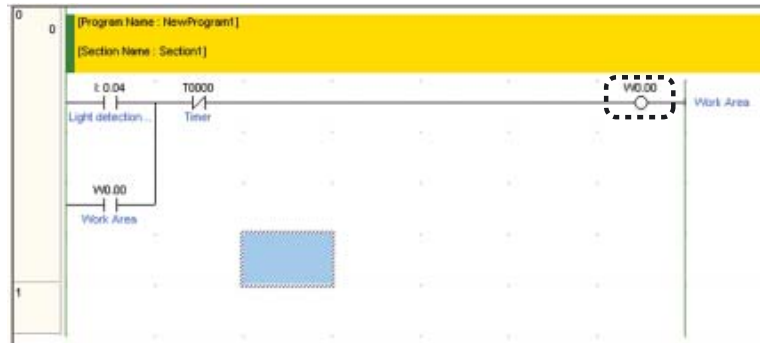 0
0
[Program Name : NewProgram1]
[Section Name : Section1]
I: 0.04 T0000 W0.00
Light detection... Timer Work Area
W0.00
Work Area
1